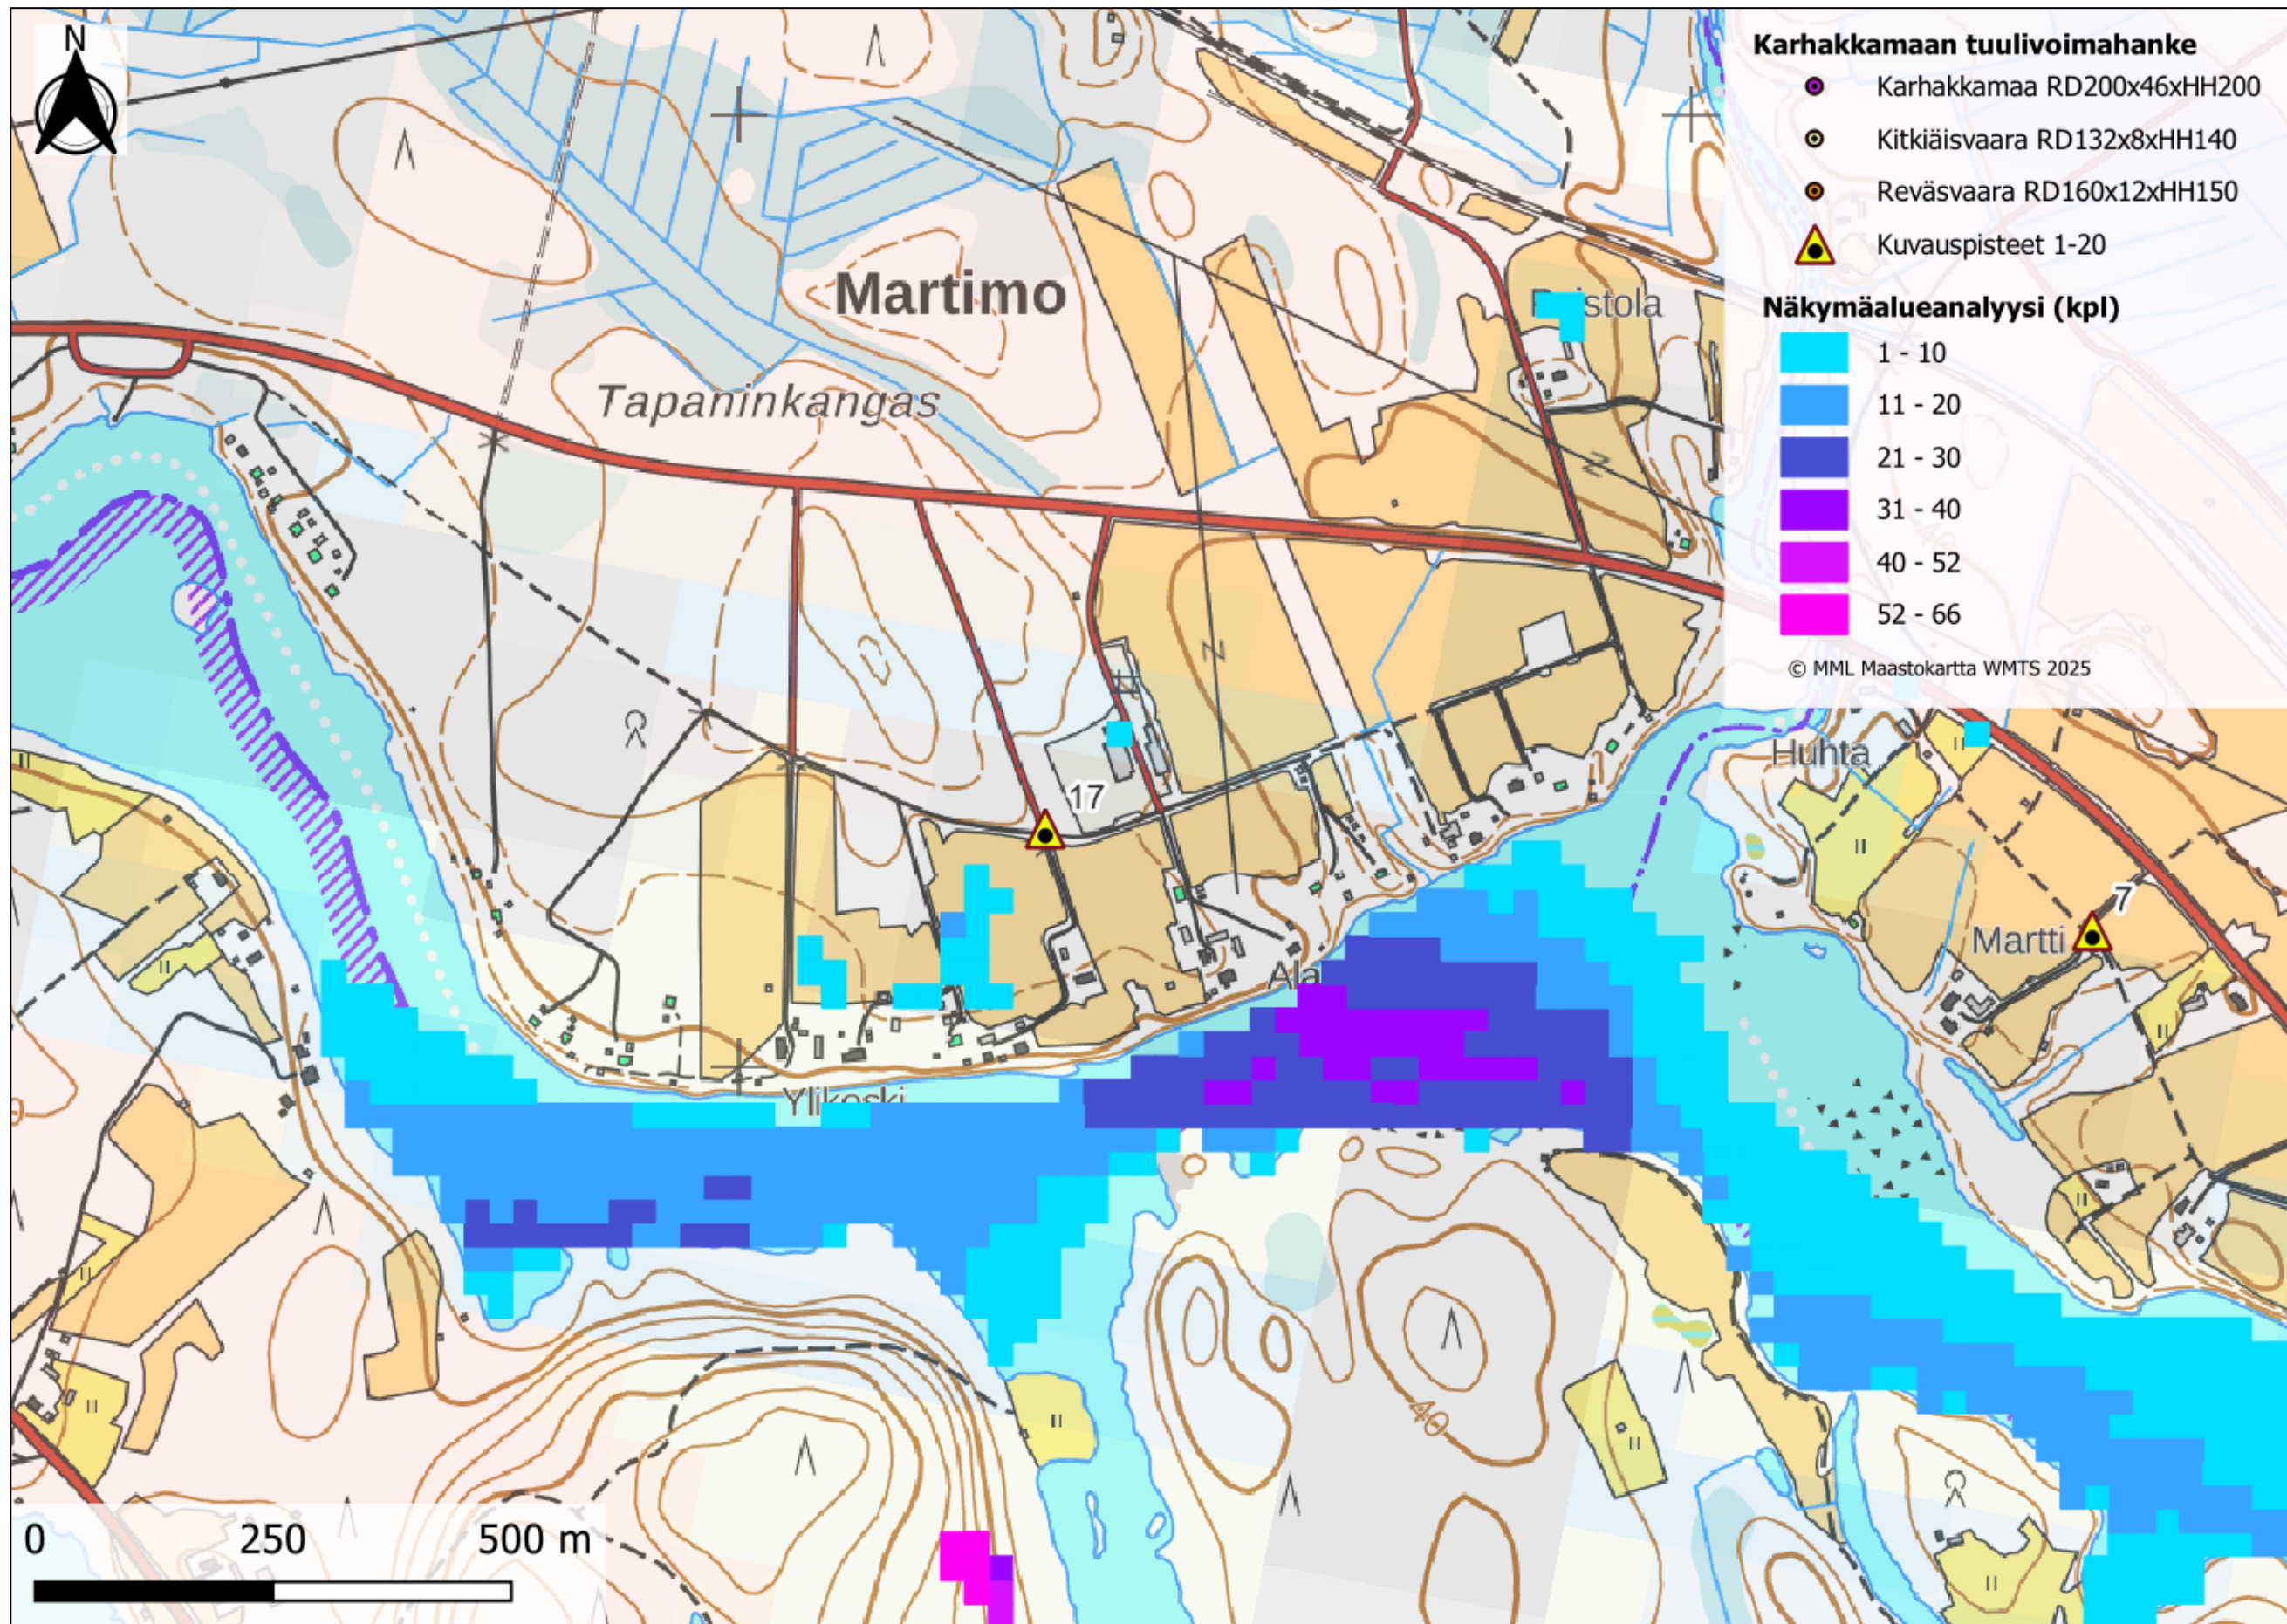 N
Karhakkamaan tuulivoimahanke
Karhakkamaa RD200x46xHH200
Kitkiäisvaara RD132x8xHH140
Reväsvaara RD160x12xHH150
Kuvauspisteet 1-20
Näkymäalueanalyysi (kpl)
1 - 10
11 - 20
21 - 30
31 - 40
40 - 52
52 - 66
© MML Maastokartta WMTS 2025
Martimo
Tapaninkangas
Huhta
17
7
Martti
Ala
Ylikoski
40
0 250 500 m